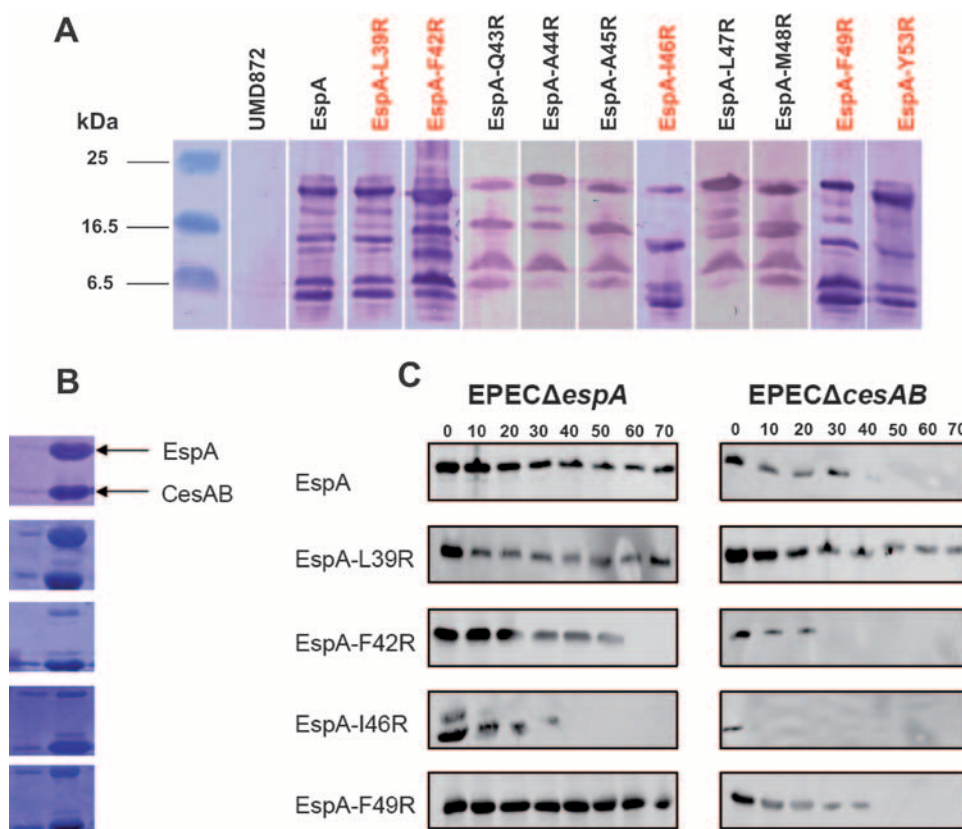 A
kDa
25
16.5
6.5
UMD872
EspA
EspA-L39R
EspA-F42R
EspA-Q43R
EspA-A44R
EspA-A45R
EspA-I46R
EspA-L47R
EspA-M48R
EspA-F49R
EspA-Y53R
B
EspA
CesAB
C
EPECΔespA
EPECΔcesAB
0 10 20 30 40 50 60 70
0 10 20 30 40 50 60 70
EspA
EspA-L39R
EspA-F42R
EspA-I46R
EspA-F49R